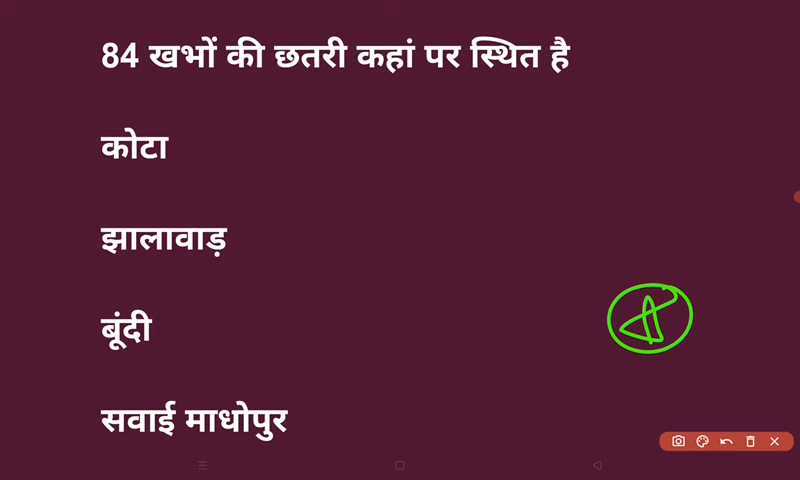 84 खभों की छतरी कहां पर स्थित है
कोटा
झालावाड़
बूंदी
सवाई माधोपुर